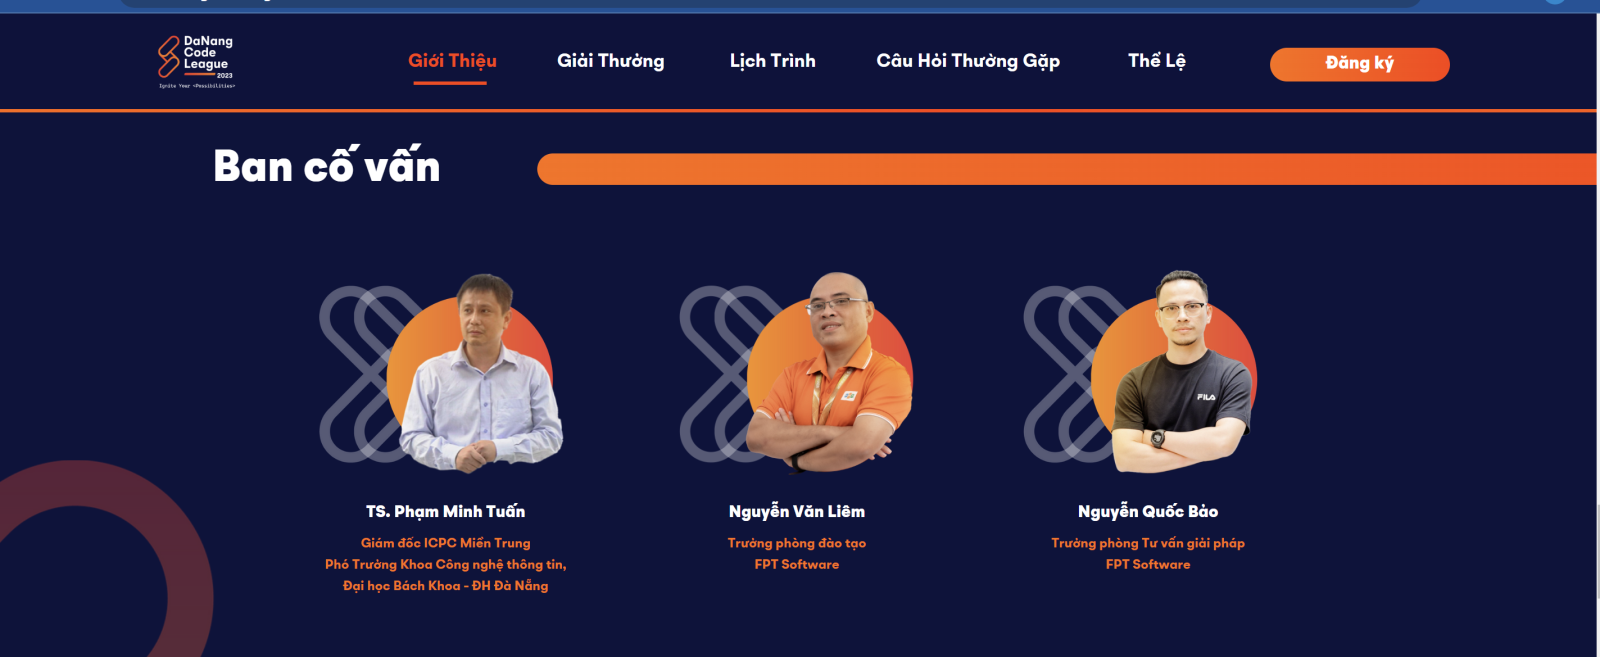 DaNang
Code
League
2023
Ignite Your <Possibilities>
Giới Thiệu
Giải Thưởng
Lịch Trình
Câu Hỏi Thường Gặp
Thể Lệ
Đăng ký
Ban cố vấn
FILA
TS. Phạm Minh Tuấn
Giám đốc ICPC Miền Trung
Phó Trưởng Khoa Công nghệ thông tin,
Đại học Bách Khoa - ĐH Đà Nẵng
Nguyễn Văn Liêm
Trưởng phòng đào tạo
FPT Software
Nguyễn Quốc Bảo
Trưởng phòng Tư vấn giải pháp
FPT Software